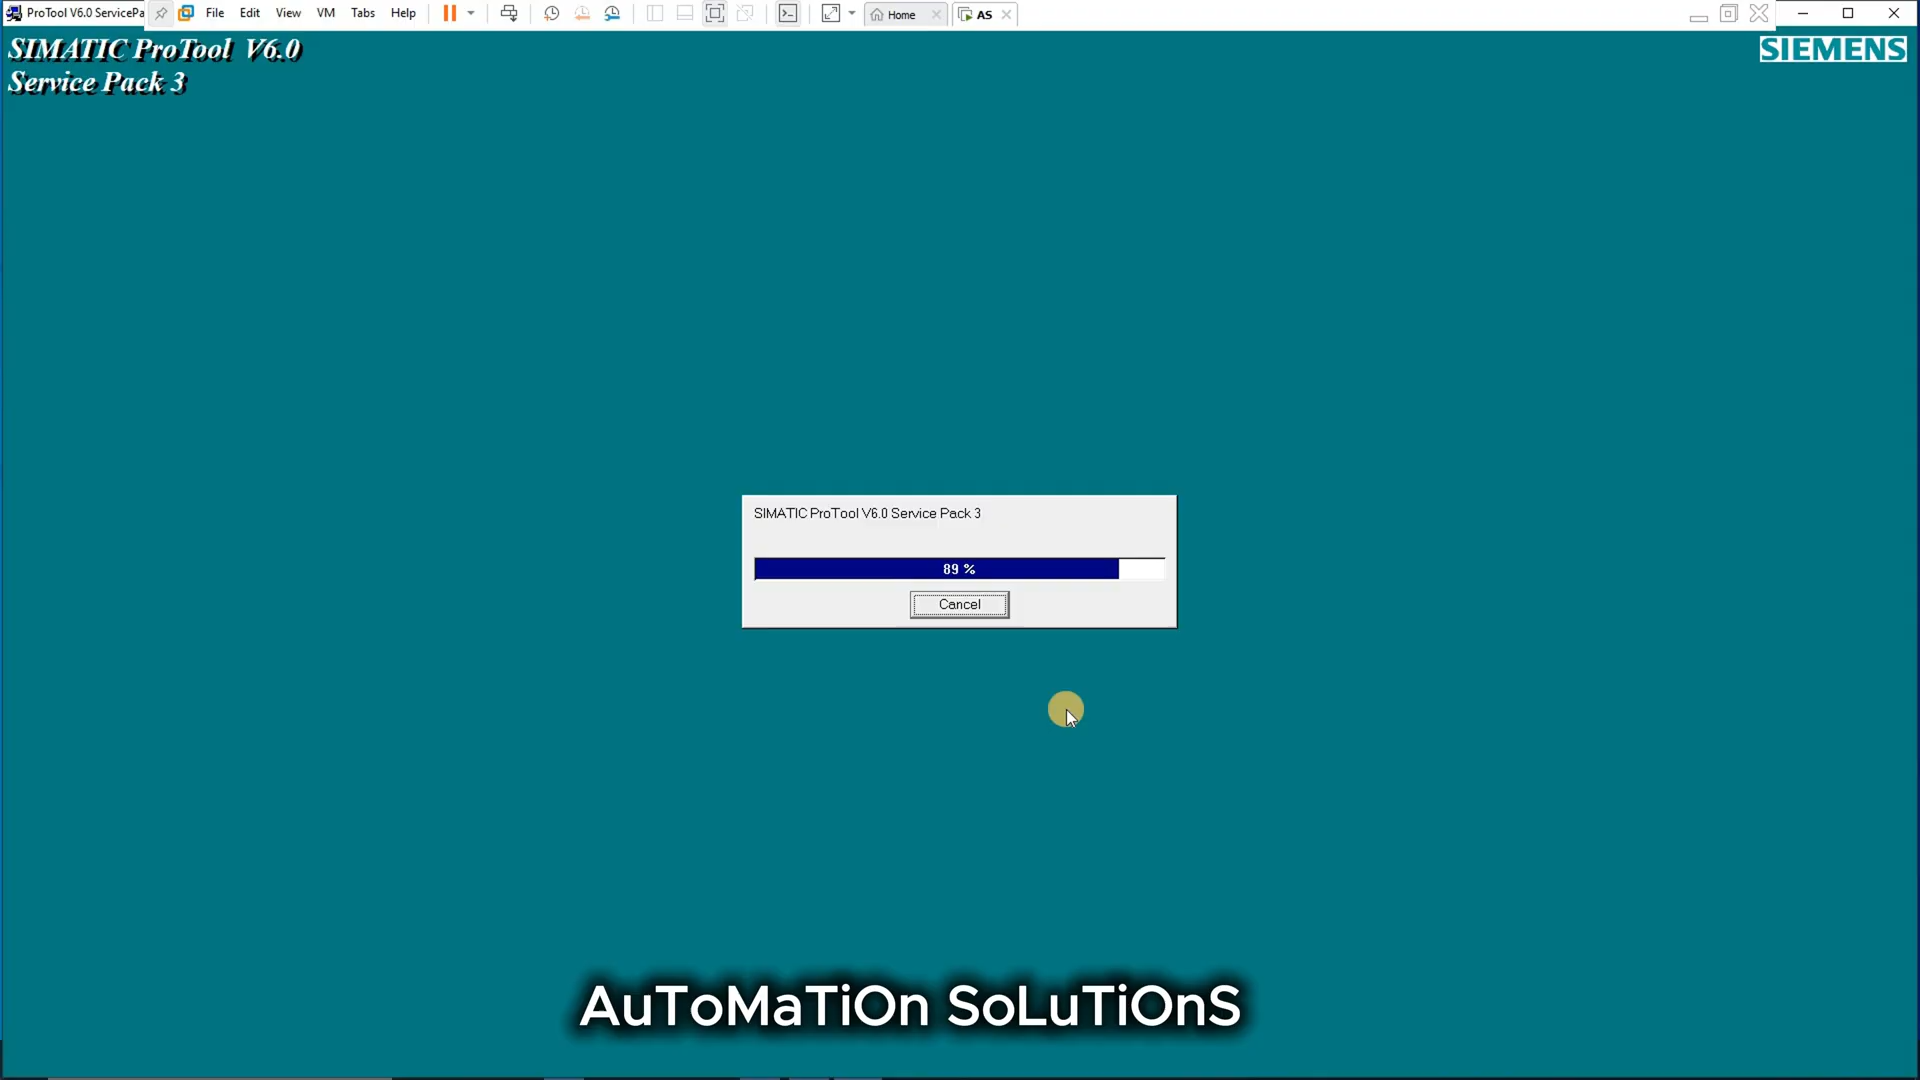 ProTool V6.0 ServicePa
File Edit View VM Tabs Help
Home
AS
SIMATIC ProTool V6.0
Service Pack 3
SIEMENS
SIMATIC ProTool V6.0 Service Pack 3
89 %
Cancel
AuToMaTiOn SoLuTiOnS